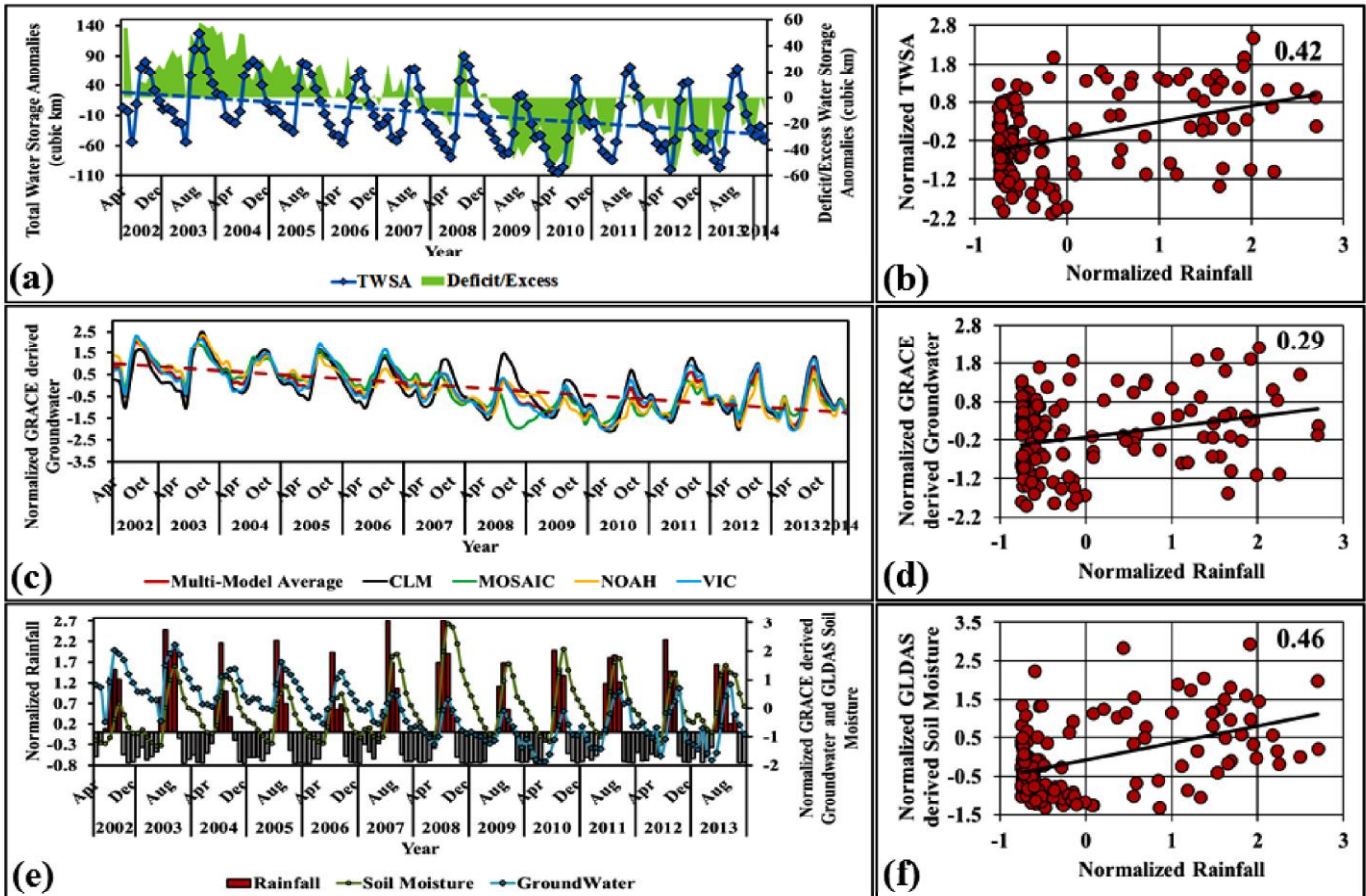 Total Water Storage Anomalies
(cubic km)
140
90
40
-10
-60
-110
60
40
20
0
-20
-40
-60
Deficit/Excess Water Storage
Anomalies (cubic km)
Apr Dec Aug Apr Dec Aug Apr Dec Aug Apr Dec Aug Apr Dec Aug Apr Dec Aug
2002 2003 2004 2005 2006 2007 2008 2009 2010 2011 2012 2013 2014
Year
(a)
TWSA Deficit/Excess
Normalized TWSA
2.8
1.8
0.8
-0.2
-1.2
-2.2
0.42
-1 0 1 2 3
Normalized Rainfall
(b)
Normalized GRACE derived
Groundwater
2.5
1.5
0.5
-0.5
-1.5
-2.5
-3.5
Apr Oct Apr Oct Apr Oct Apr Oct Apr Oct Apr Oct Apr Oct Apr Oct Apr Oct Apr Oct Apr Oct Apr Oct
2002 2003 2004 2005 2006 2007 2008 2009 2010 2011 2012 2013 2014
Year
(c)
Multi-Model Average CLM MOSAIC NOAH VIC
Normalized GRACE
derived Groundwater
2.8
1.8
0.8
-0.2
-1.2
-2.2
0.29
-1 0 1 2 3
Normalized Rainfall
(d)
Normalized Rainfall
2.7
2.2
1.7
1.2
0.7
0.2
-0.3
-0.8
3
2
1
0
-1
-2
Normalized GRACE derived
Groundwater and GLDAS Soil
Moisture
Apr Dec Aug Apr Dec Aug Apr Dec Aug Apr Dec Aug Apr Dec Aug Apr Dec Aug
2002 2003 2004 2005 2006 2007 2008 2009 2010 2011 2012 2013
Year
(e)
Rainfall Soil Moisture GroundWater
Normalized GLDAS
derived Soil Moisture
3.5
2.5
1.5
0.5
-0.5
-1.5
0.46
-1 0 1 2 3
Normalized Rainfall
(f)